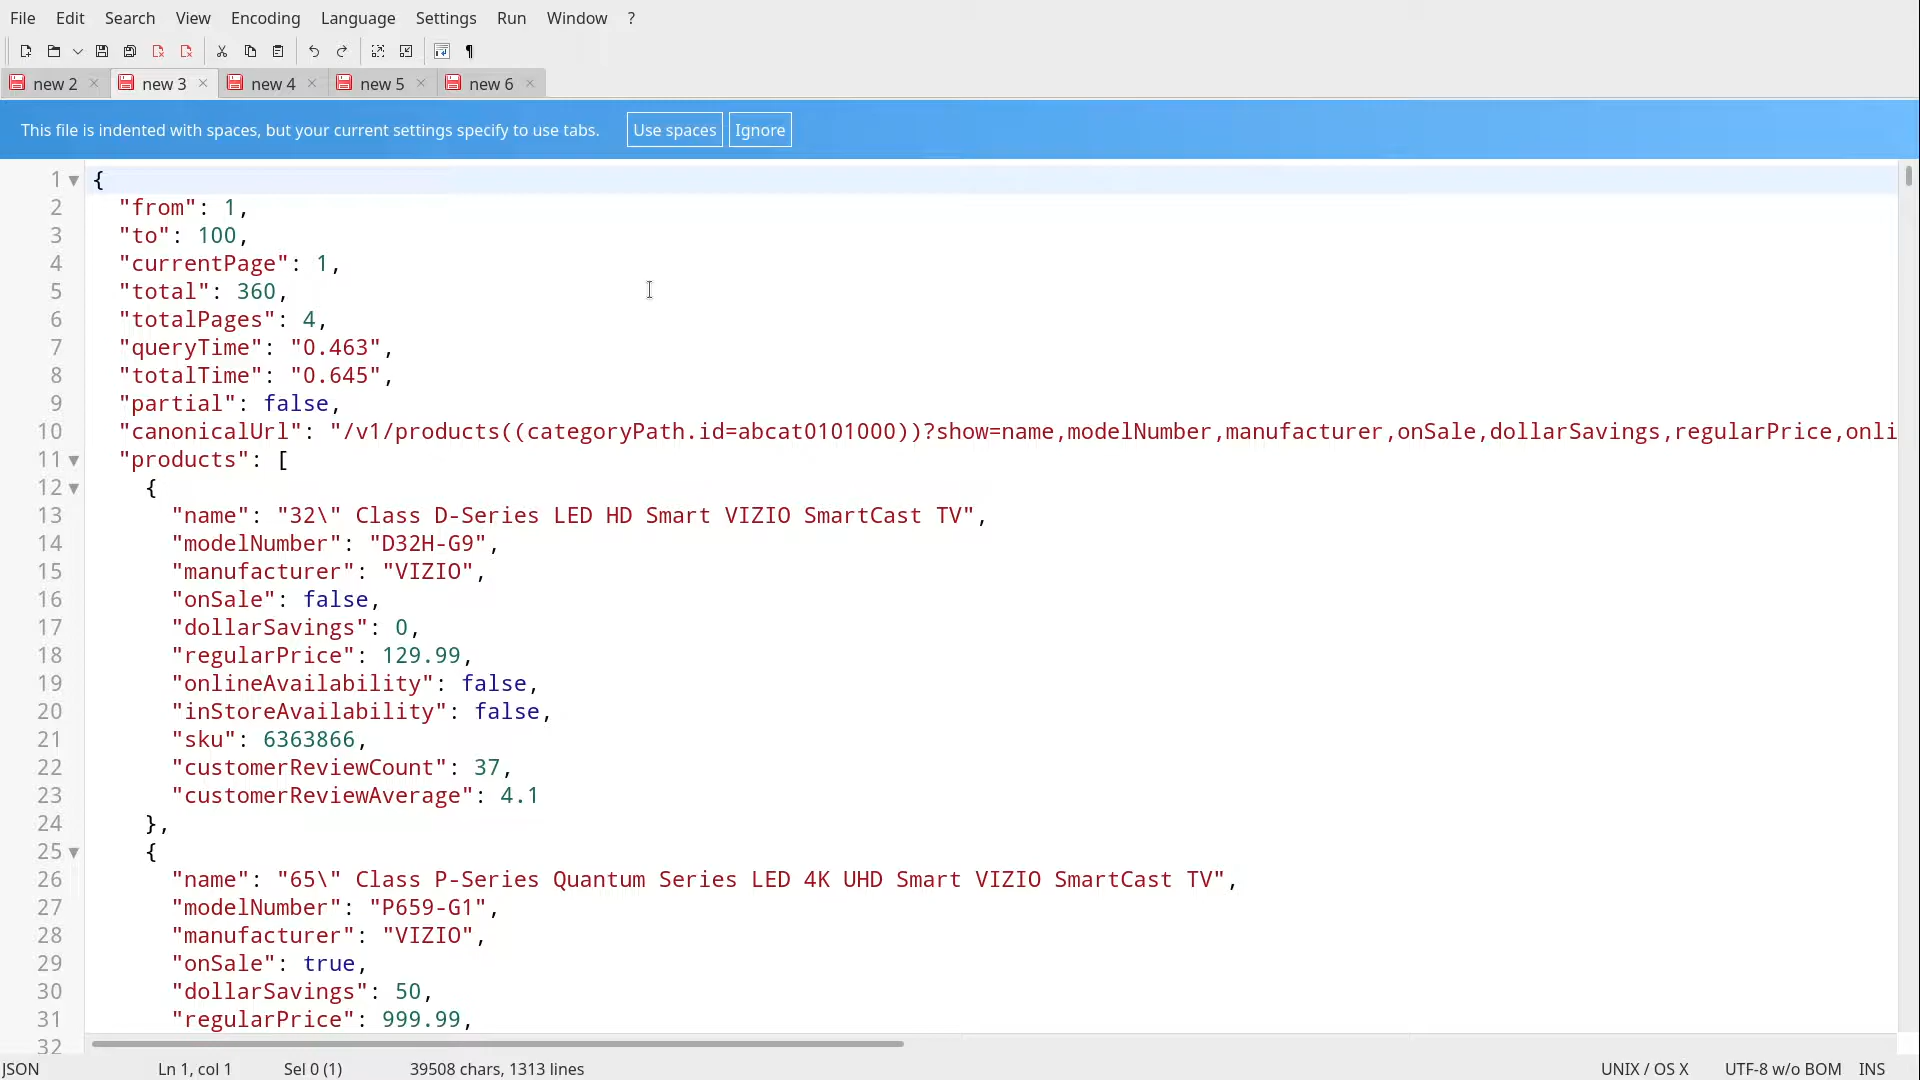 File Edit Search View Encoding Language Settings Run Window ?
new 2 new 3 new 4 new 5 new 6
This file is indented with spaces, but your current settings specify to use tabs. Use spaces Ignore
1 {
2 "from": 1,
3 "to": 100,
4 "currentPage": 1,
5 "total": 360,
6 "totalPages": 4,
7 "queryTime": "0.463",
8 "totalTime": "0.645",
9 "partial": false,
10 "canonicalUrl": "/v1/products((categoryPath.id=abcat0101000))?show=name,modelNumber,manufacturer,onSale,dollarSavings,regularPrice,onli
11 "products": [
12 {
13 "name": "32\" Class D-Series LED HD Smart VIZIO SmartCast TV",
14 "modelNumber": "D32H-G9",
15 "manufacturer": "VIZIO",
16 "onSale": false,
17 "dollarSavings": 0,
18 "regularPrice": 129.99,
19 "onlineAvailability": false,
20 "inStoreAvailability": false,
21 "sku": 6363866,
22 "customerReviewCount": 37,
23 "customerReviewAverage": 4.1
24 },
25 {
26 "name": "65\" Class P-Series Quantum Series LED 4K UHD Smart VIZIO SmartCast TV",
27 "modelNumber": "P659-G1",
28 "manufacturer": "VIZIO",
29 "onSale": true,
30 "dollarSavings": 50,
31 "regularPrice": 999.99,
32
JSON Ln 1, col 1 Sel 0 (1) 39508 chars, 1313 lines UNIX / OS X UTF-8 w/o BOM INS